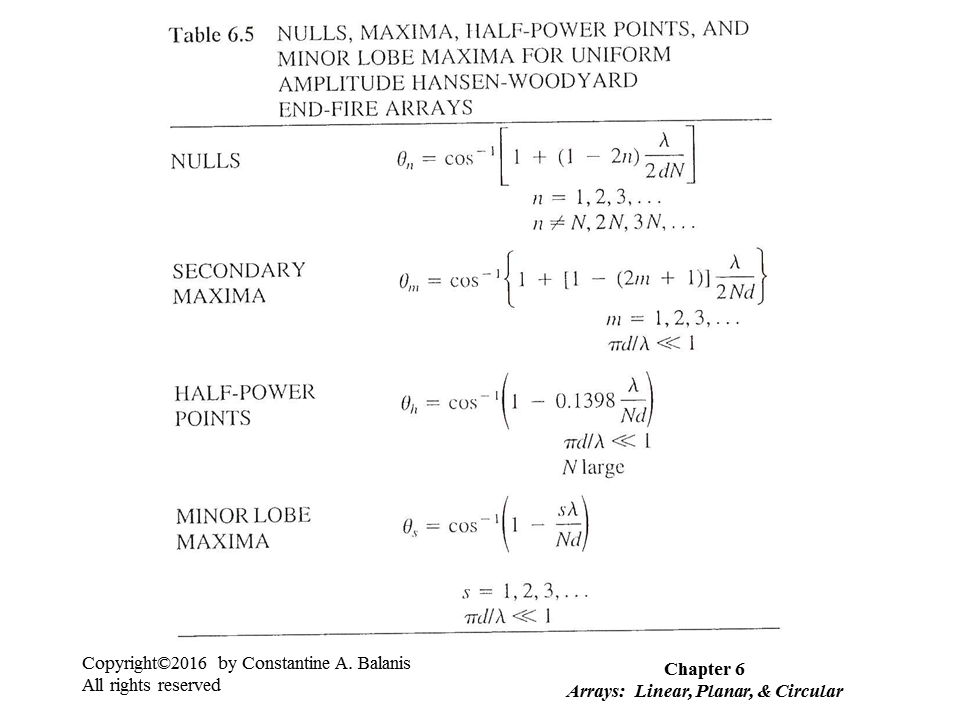 Table 6.5 NULLS, MAXIMA, HALF-POWER POINTS, AND
MINOR LOBE MAXIMA FOR UNIFORM
AMPLITUDE HANSEN-WOODYARD
END-FIRE ARRAYS
NULLS θₙ = cos⁻¹[1 + (1 − 2n) λ/2dN]
n = 1, 2, 3, . . .
n ≠ N, 2N, 3N, . . .
SECONDARY
MAXIMA θₘ = cos⁻¹{1 + [1 − (2m + 1)] λ/2Nd}
m = 1, 2, 3, . . .
πd/λ ≪ 1
HALF-POWER
POINTS θₕ = cos⁻¹(1 − 0.1398 λ/Nd)
πd/λ ≪ 1
N large
MINOR LOBE
MAXIMA θₛ = cos⁻¹(1 − sλ/Nd)
s = 1, 2, 3, . . .
πd/λ ≪ 1
Copyright©2016 by Constantine A. Balanis
All rights reserved
Chapter 6
Arrays: Linear, Planar, & Circular